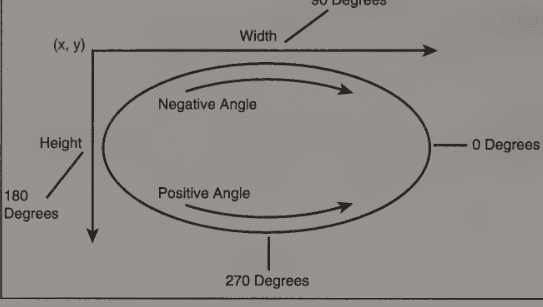 90 Degrees
Width
(x, y)
Negative Angle
Height
0 Degrees
180
Degrees
Positive Angle
270 Degrees